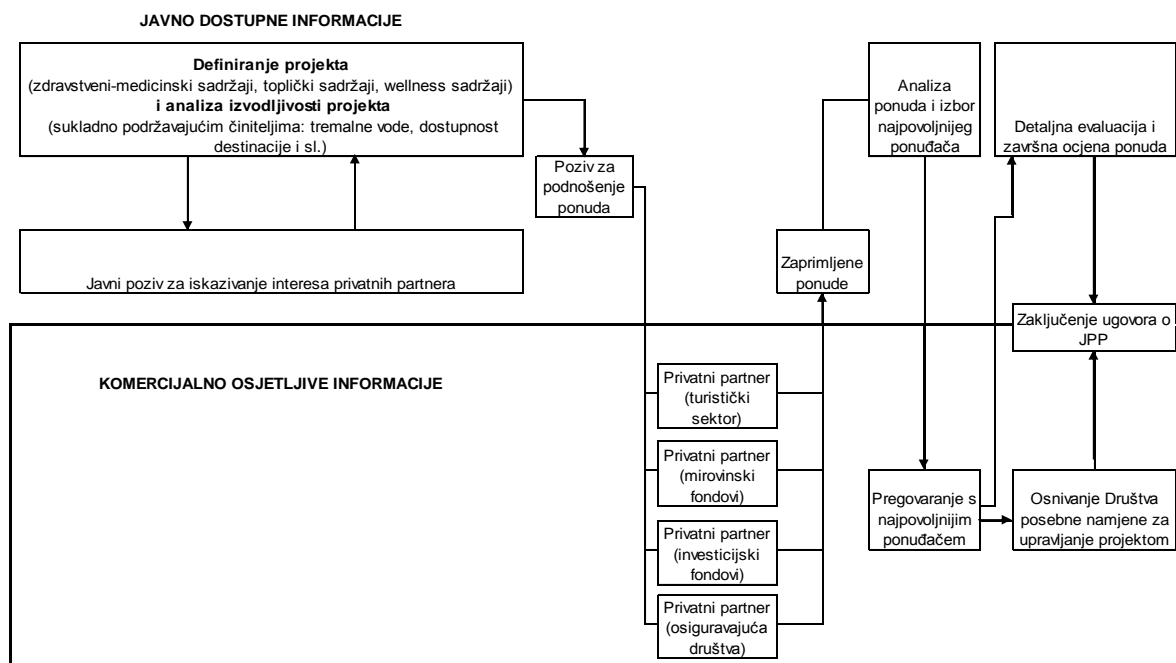 JAVNO DOSTUPNE INFORMACIJE
Definiranje projekta
(zdravstveni-medicinski sadržaji, toplički sadržaji, wellness sadržaji)
i analiza izvodljivosti projekta
(sukladno podržavajućim činiteljima: tremalne vode, dostupnost
destinacije i sl.)
Javni poziv za iskazivanje interesa privatnih partnera
Poziv za
podnošenje
ponuda
Zaprimljene
ponude
Analiza
ponuda i izbor
najpovoljnijeg
ponuđača
Detaljna evaluacija i
završna ocjena ponuda
Zaključenje ugovora o
JPP
KOMERCIJALNO OSJETLJIVE INFORMACIJE
Privatni partner
(turistički
sektor)
Privatni partner
(mirovinski
fondovi)
Privatni partner
(investicijski
fondovi)
Privatni partner
(osiguravajuća
društva)
Pregovaranje s
najpovoljnijim
ponuđačem
Osnivanje Društva
posebne namjene za
upravljanje projektom